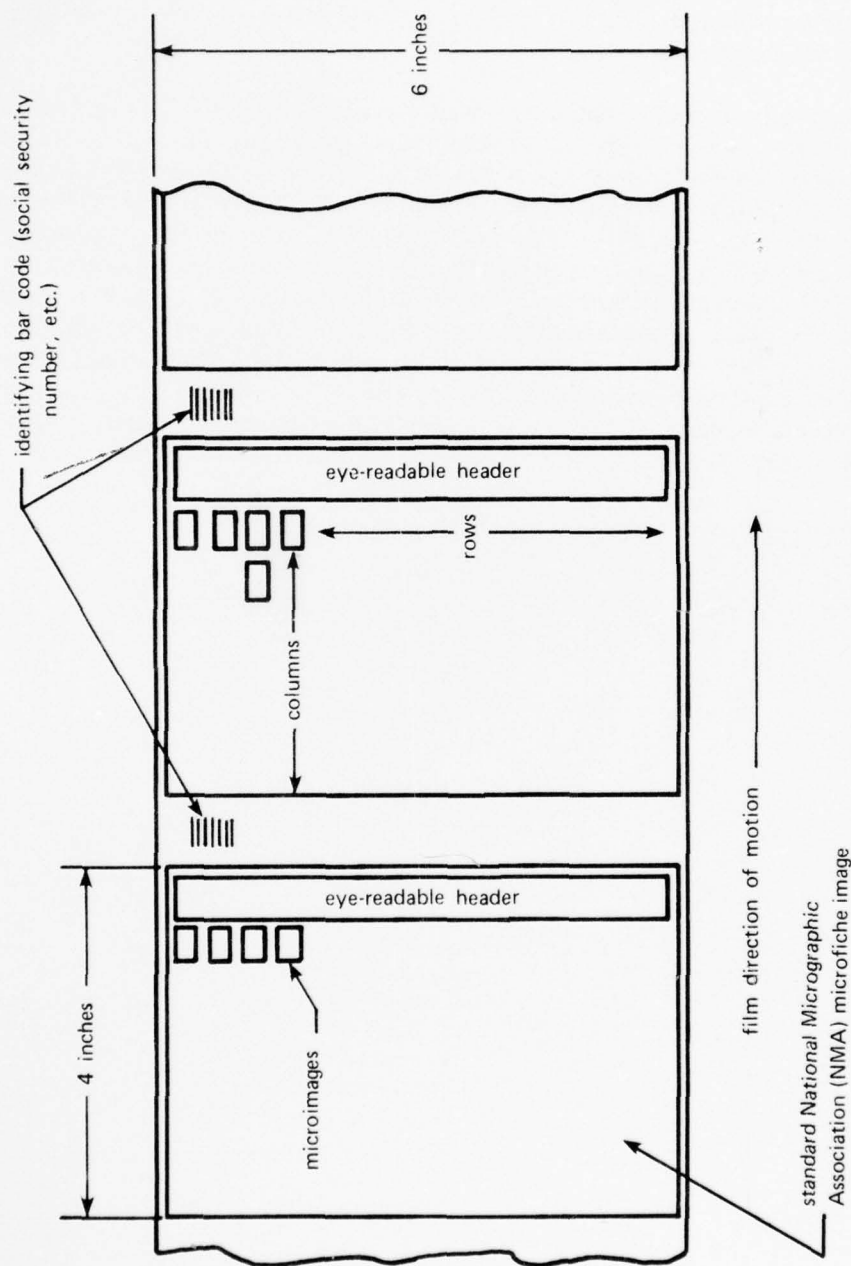 identifying bar code (social security
number, etc.)
6 inches
4 inches
eye-readable header
eye-readable header
rows
columns
microimages
film direction of motion
standard National Micrographic
Association (NMA) microfiche image